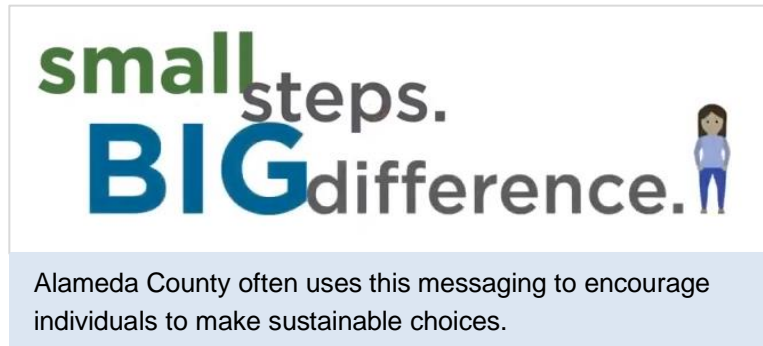 small
steps.
BIG
difference.
Alameda County often uses this messaging to encourage
individuals to make sustainable choices.